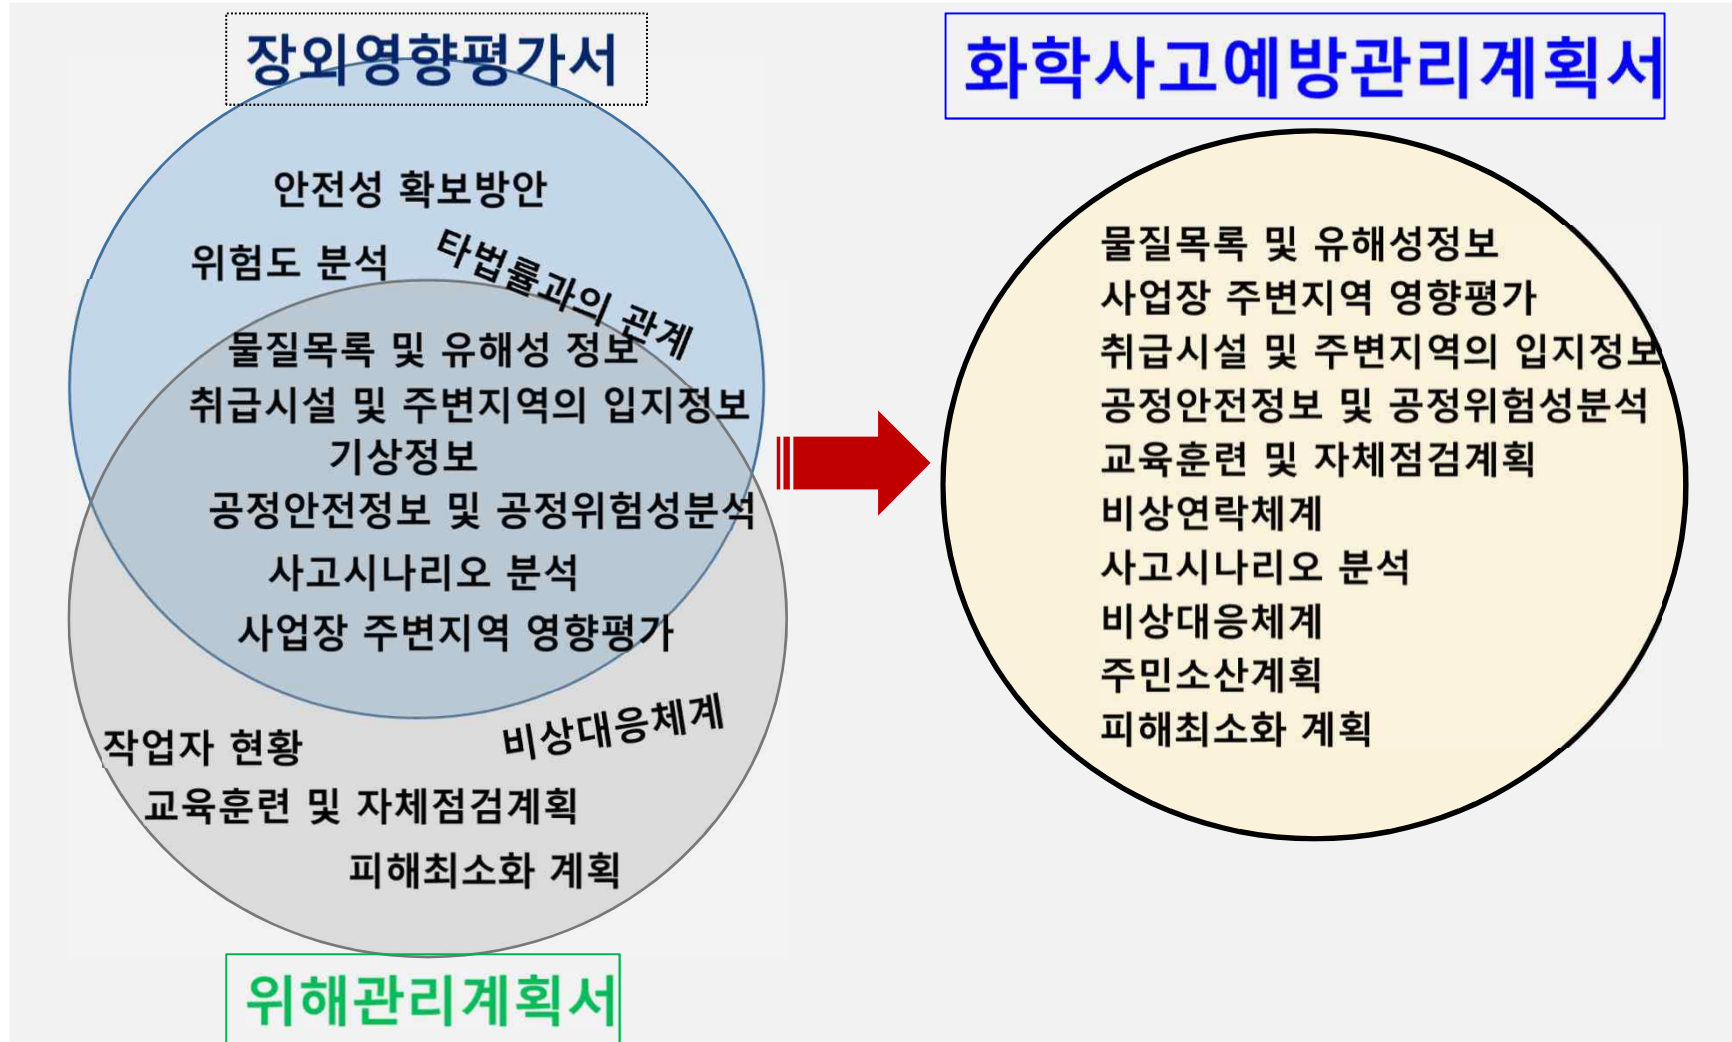 장외영향평가서
안전성 확보방안
위험도 분석
타법률과의 관계
물질목록 및 유해성 정보
취급시설 및 주변지역의 입지정보
기상정보
공정안전정보 및 공정위험성분석
사고시나리오 분석
사업장 주변지역 영향평가
작업자 현황
비상대응체계
교육훈련 및 자체점검계획
피해최소화 계획
위해관리계획서
화학사고예방관리계획서
물질목록 및 유해성정보
사업장 주변지역 영향평가
취급시설 및 주변지역의 입지정보
공정안전정보 및 공정위험성분석
교육훈련 및 자체점검계획
비상연락체계
사고시나리오 분석
비상대응체계
주민소산계획
피해최소화 계획